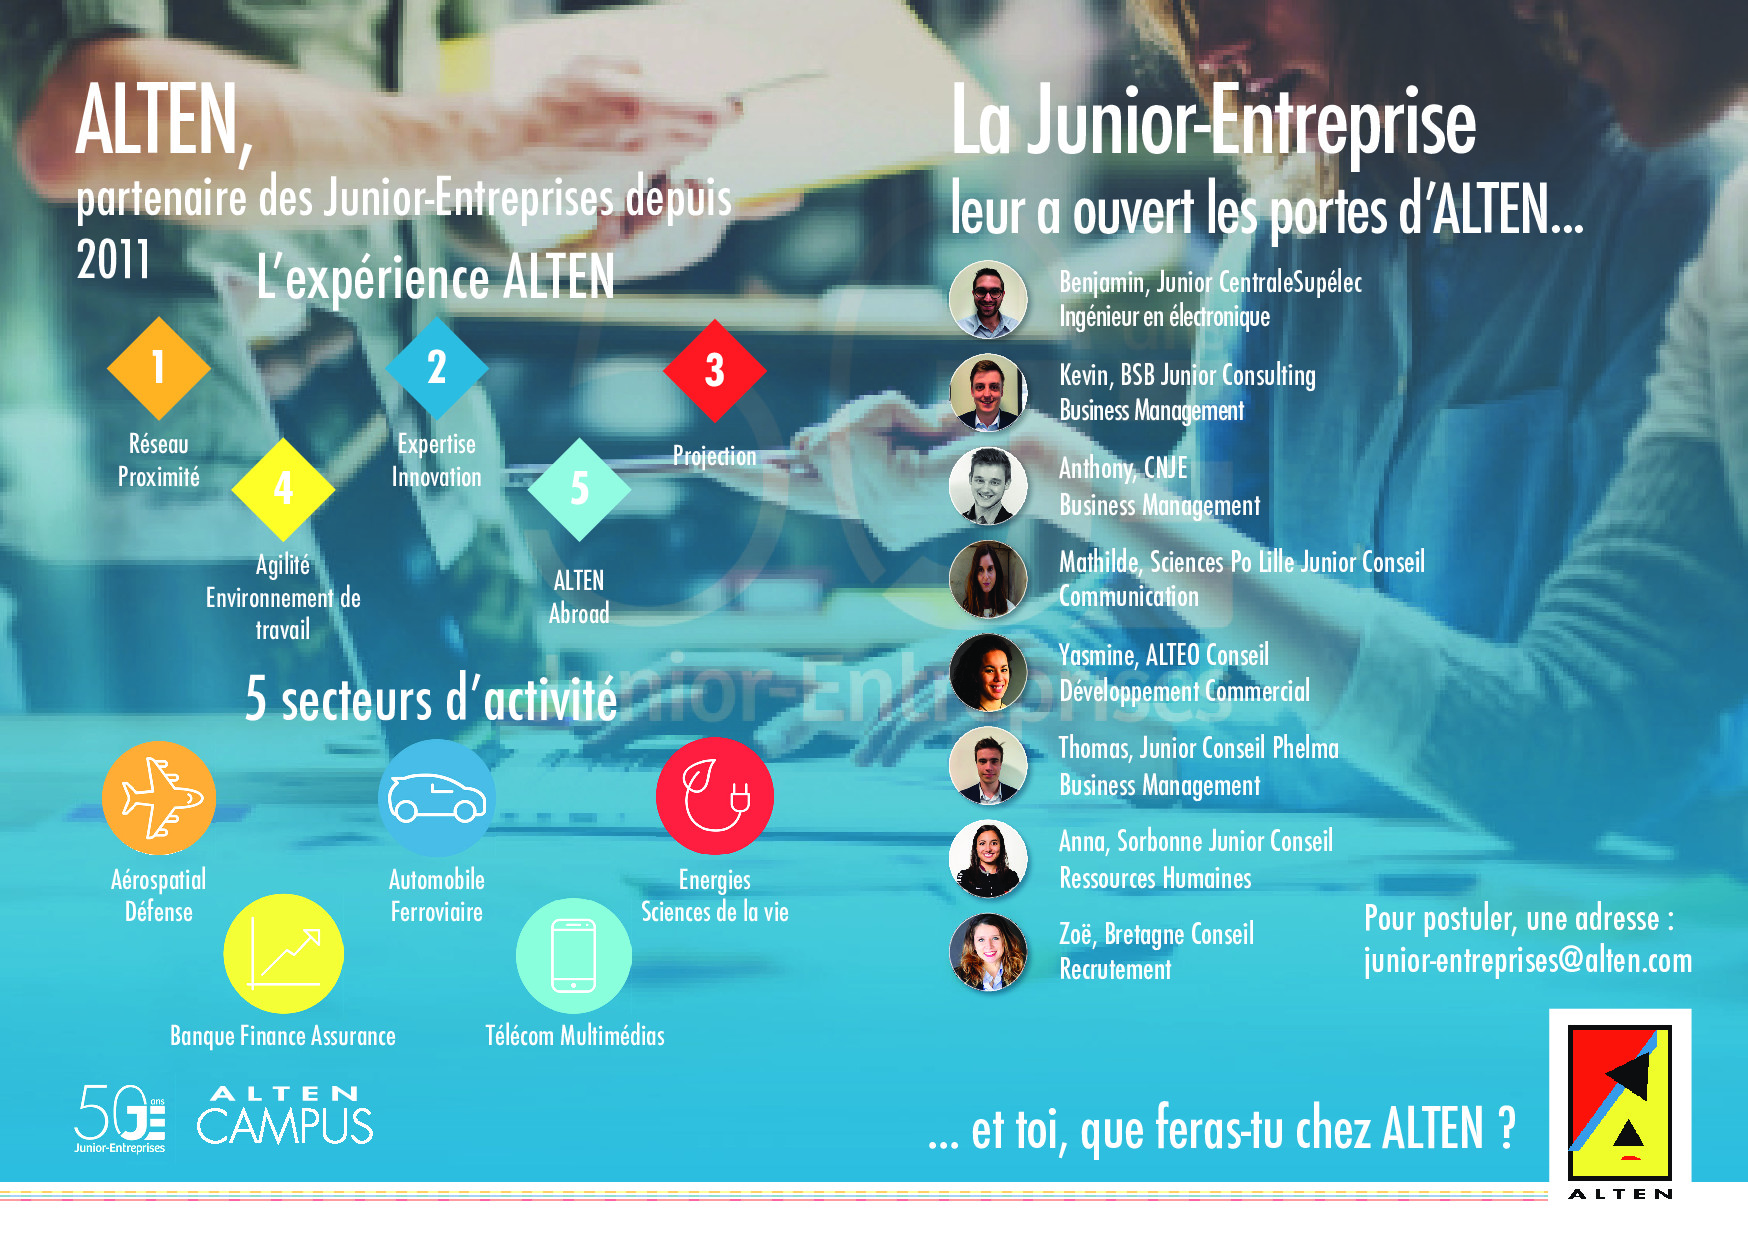 ALTEN,
partenaire des Junior-Entreprises depuis
2011
L'expérience ALTEN
1
2
3
Réseau
Proximité
Expertise
Innovation
Projection
4
5
Agilité
Environnement de
travail
ALTEN
Abroad
5 secteurs d'activité
Aérospatial
Défense
Automobile
Ferroviaire
Energies
Sciences de la vie
Banque Finance Assurance
Télécom Multimédias
50 ans
JE
Junior-Entreprises
ALTEN
CAMPUS
La Junior-Entreprise
leur a ouvert les portes d'ALTEN...
Benjamin, Junior CentraleSupélec
Ingénieur en électronique
Kevin, BSB Junior Consulting
Business Management
Anthony, CNJE
Business Management
Mathilde, Sciences Po Lille Junior Conseil
Communication
Yasmine, ALTEO Conseil
Développement Commercial
Thomas, Junior Conseil Phelma
Business Management
Anna, Sorbonne Junior Conseil
Ressources Humaines
Zoë, Bretagne Conseil
Recrutement
Pour postuler, une adresse :
junior-entreprises@alten.com
... et toi, que feras-tu chez ALTEN ?
ALTEN
Junior-Entreprises